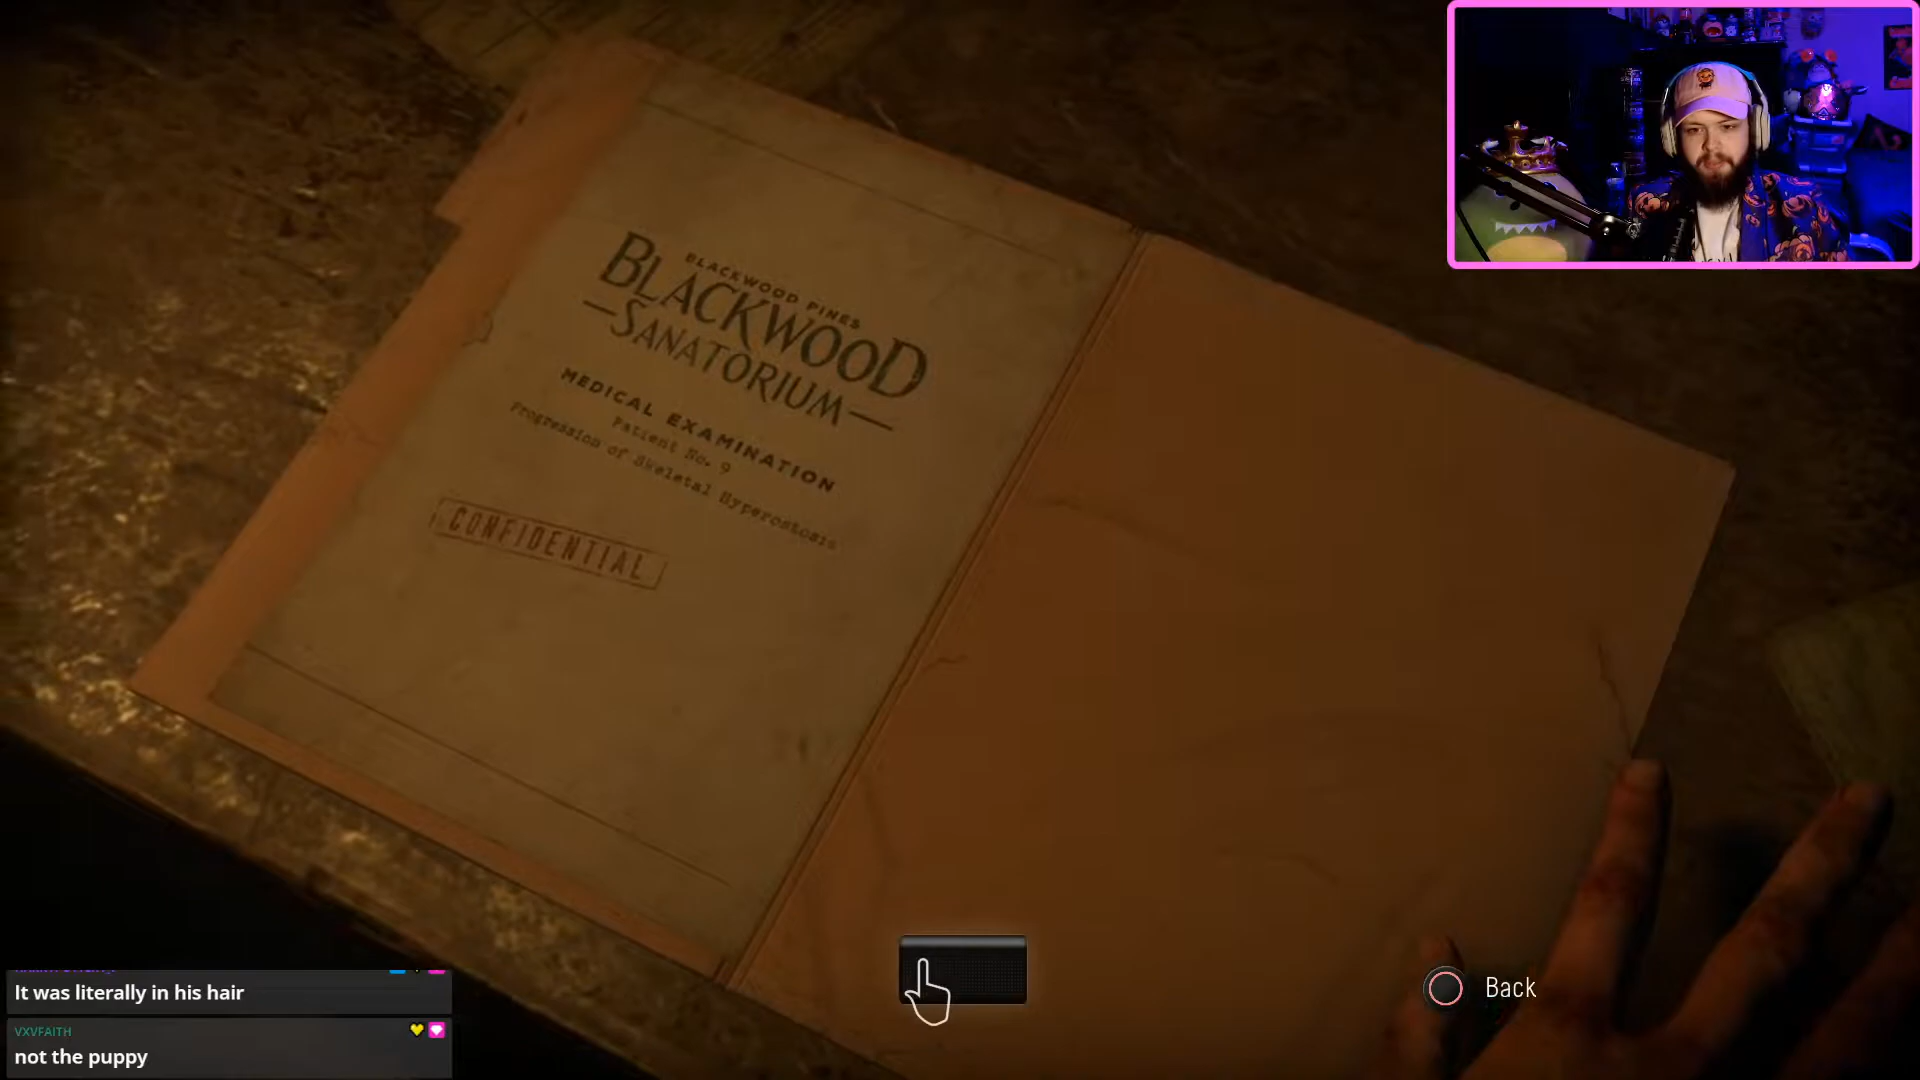 BLACKWOOD PINES
BLACKWOOD
SANATORIUM
MEDICAL EXAMINATION
Patient No. 9
Progression of Skeletal Hyperostosis
CONFIDENTIAL
Back
It was literally in his hair
VXVFAITH
not the puppy